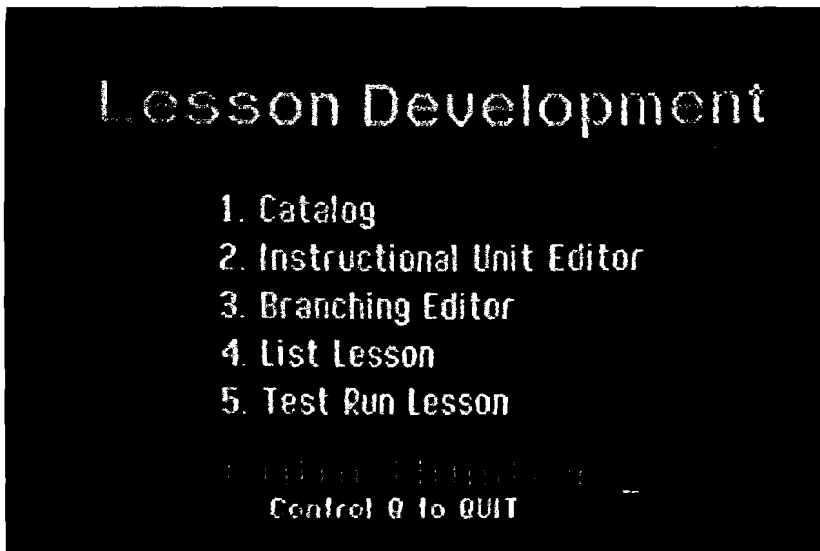 Lesson Development
1. Catalog
2. Instructional Unit Editor
3. Branching Editor
4. List Lesson
5. Test Run Lesson
Control Q to QUIT